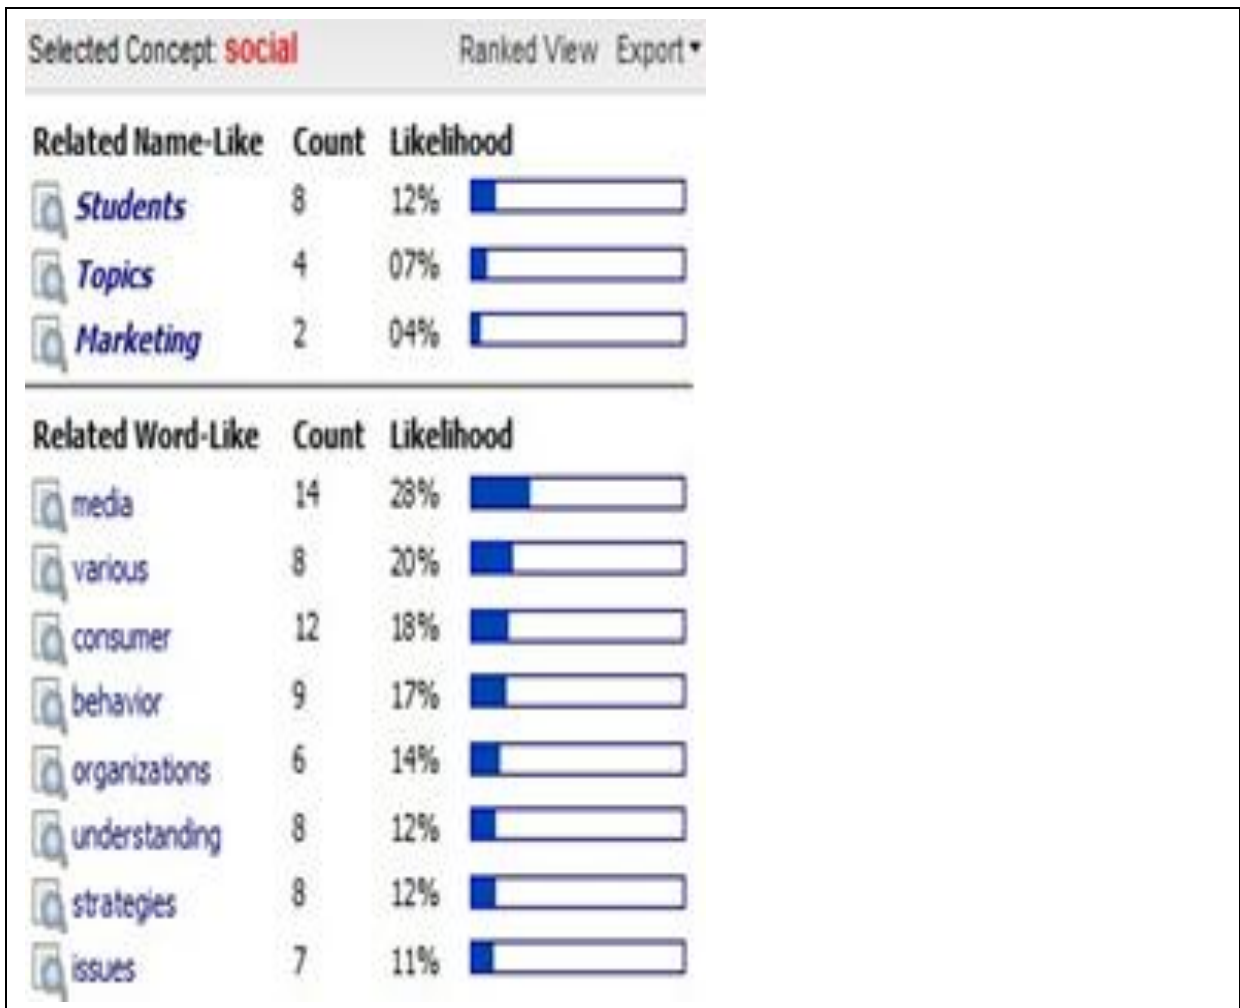 Selected Concept: social Ranked View Export
Related Name-Like Count Likelihood
Students 8 12%
Topics 4 07%
Marketing 2 04%
Related Word-Like Count Likelihood
media 14 28%
various 8 20%
consumer 12 18%
behavior 9 17%
organizations 6 14%
understanding 8 12%
strategies 8 12%
issues 7 11%